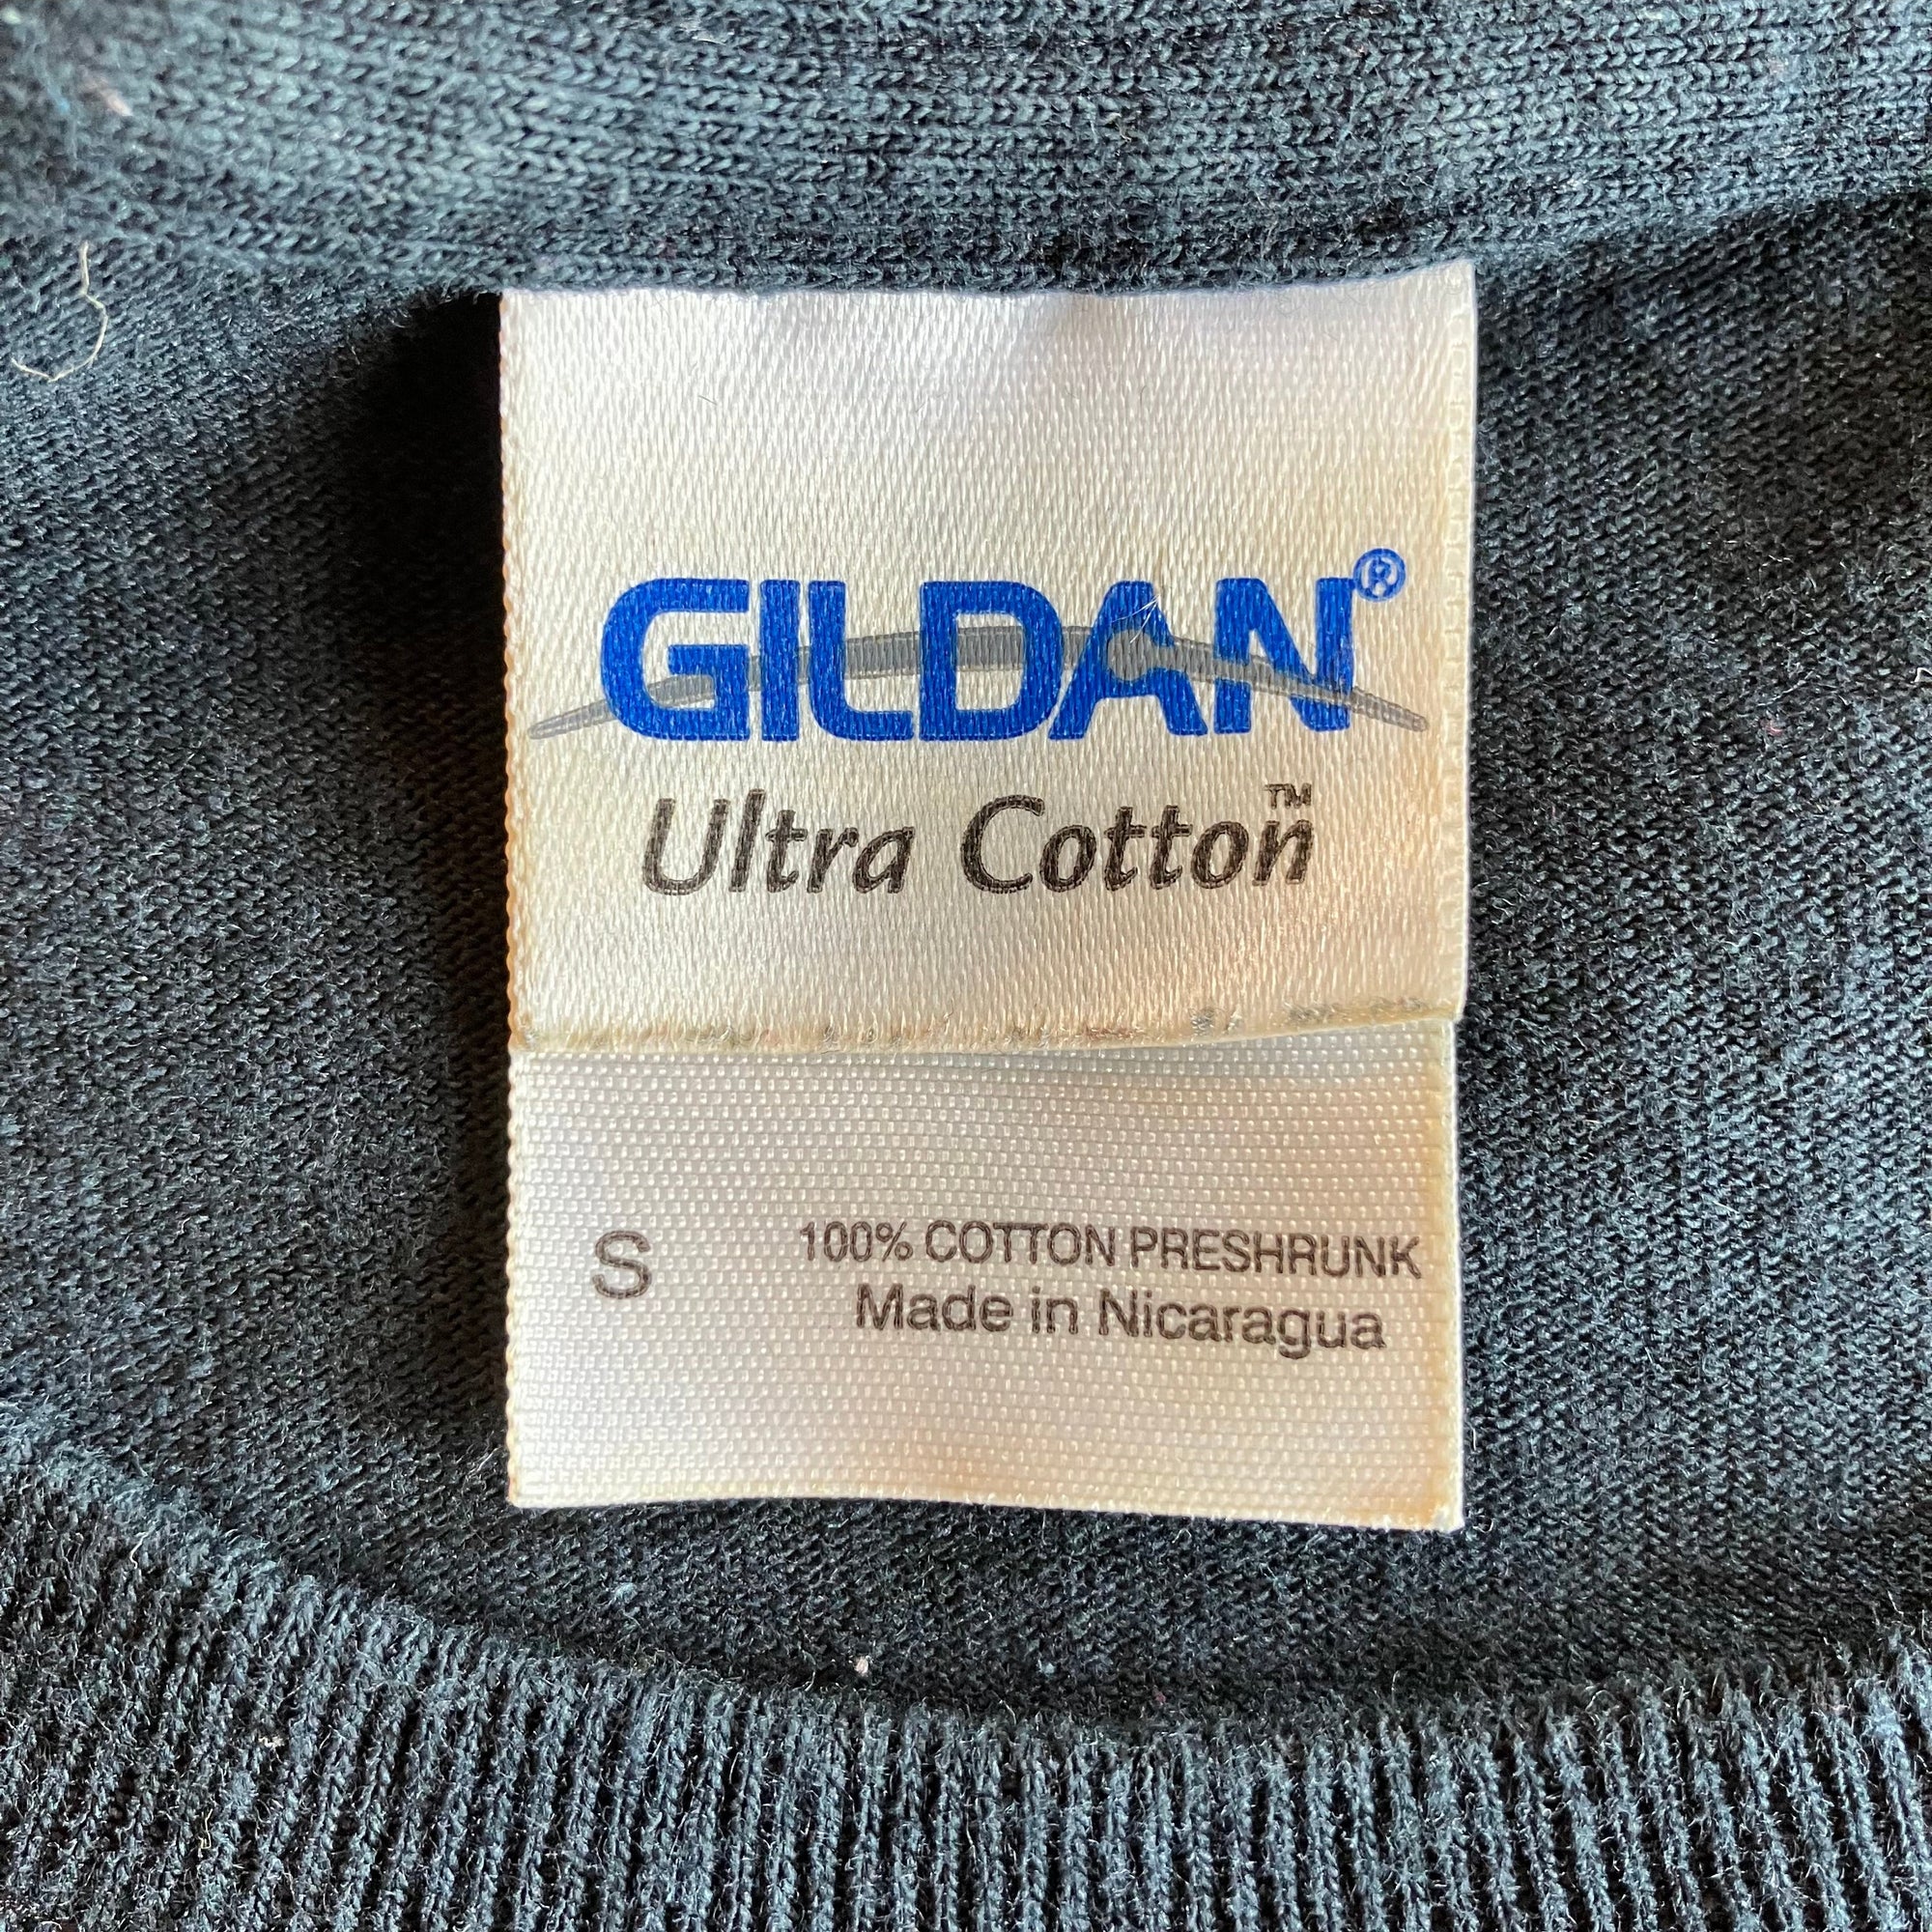 GILDAN®
Ultra Cotton™
S 100% COTTON PRESHRUNK
Made in Nicaragua